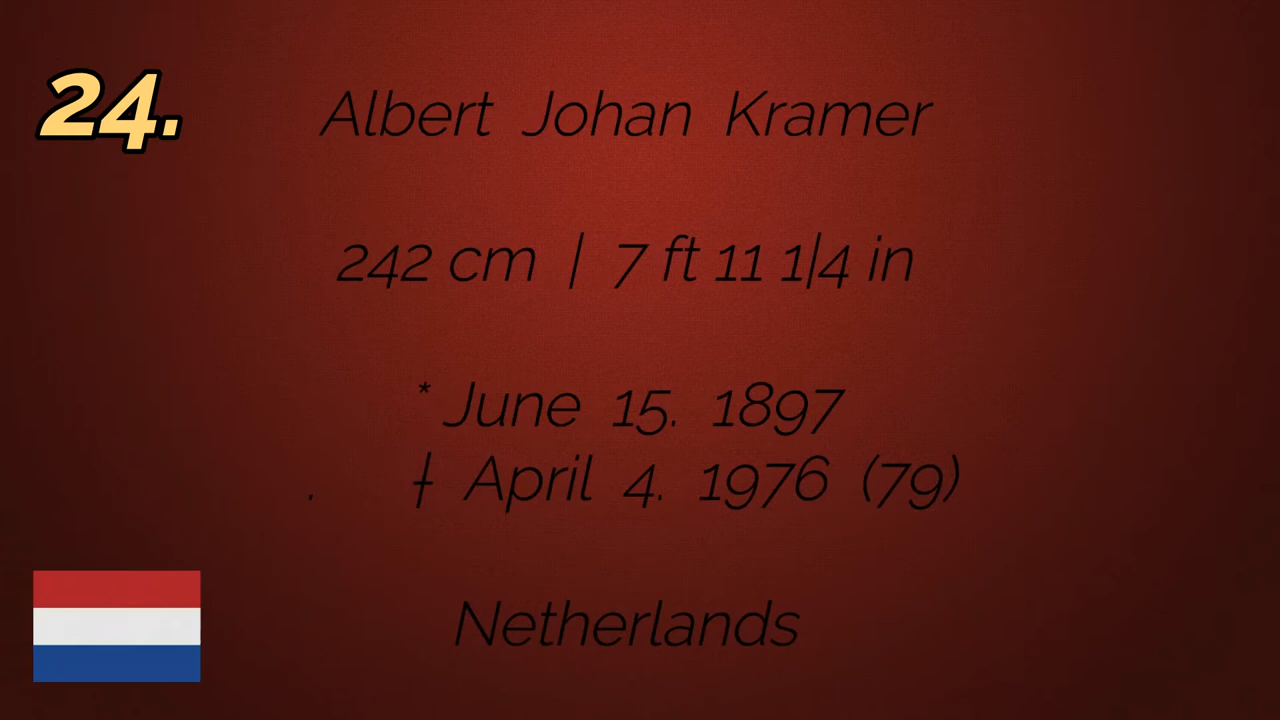 24.
Albert Johan Kramer
242 cm | 7 ft 11 1|4 in
* June 15. 1897
. † April 4. 1976 (79)
Netherlands